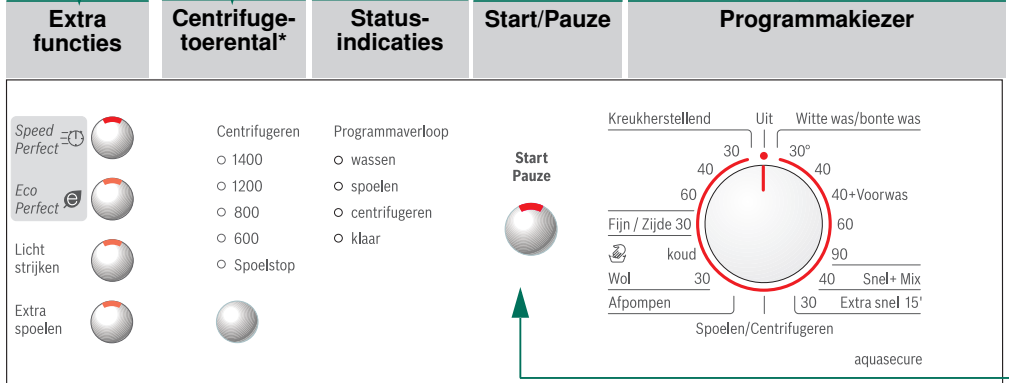 Extra
functies
Centrifuge-
toerental*
Status-
indicaties
Start/Pauze
Programmakiezer
Speed
Perfect
Eco
Perfect
e
Licht
strijken
Extra
spoelen
Centrifugeren
1400
1200
800
600
Spoelstop
Programmaverloop
wassen
spoelen
centrifugeren
klaar
Start
Pauze
Kreukherstellend Uit Witte was/bonte was
30 30°
40 40
60 40+Voorwas
Fijn / Zijde 30 60
koud 90
Wol 30 40 Snel+ Mix
Afpompen 30 Extra snel 15'
Spoelen/Centrifugeren
aquasecure